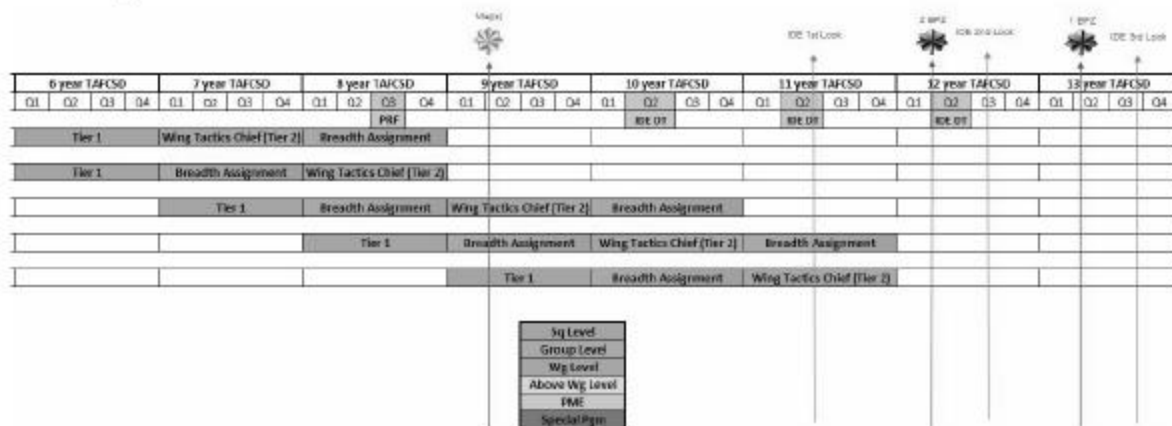 Maj(s)
2 BPZ
1 BPZ
IDE 1st Look
IDE 2nd Look
IDE 3rd Look
6 year TAFCSD 7 year TAFCSD 8 year TAFCSD 9 year TAFCSD 10 year TAFCSD 11 year TAFCSD 12 year TAFCSD 13 year TAFCSD
Q1 Q2 Q3 Q4 Q1 Q2 Q3 Q4 Q1 Q2 Q3 Q4 Q1 Q2 Q3 Q4 Q1 Q2 Q3 Q4 Q1 Q2 Q3 Q4 Q1 Q2 Q3 Q4 Q1 Q2 Q3 Q4
PRF IDE DT IDE DT IDE DT
Tier 1 Wing Tactics Chief (Tier 2) Breadth Assignment
Tier 1 Breadth Assignment Wing Tactics Chief (Tier 2)
Tier 1 Breadth Assignment Wing Tactics Chief (Tier 2) Breadth Assignment
Tier 1 Breadth Assignment Wing Tactics Chief (Tier 2) Breadth Assignment
Tier 1 Breadth Assignment Wing Tactics Chief (Tier 2)
Sq Level
Group Level
Wg Level
Above Wg Level
PME
Special Pgm